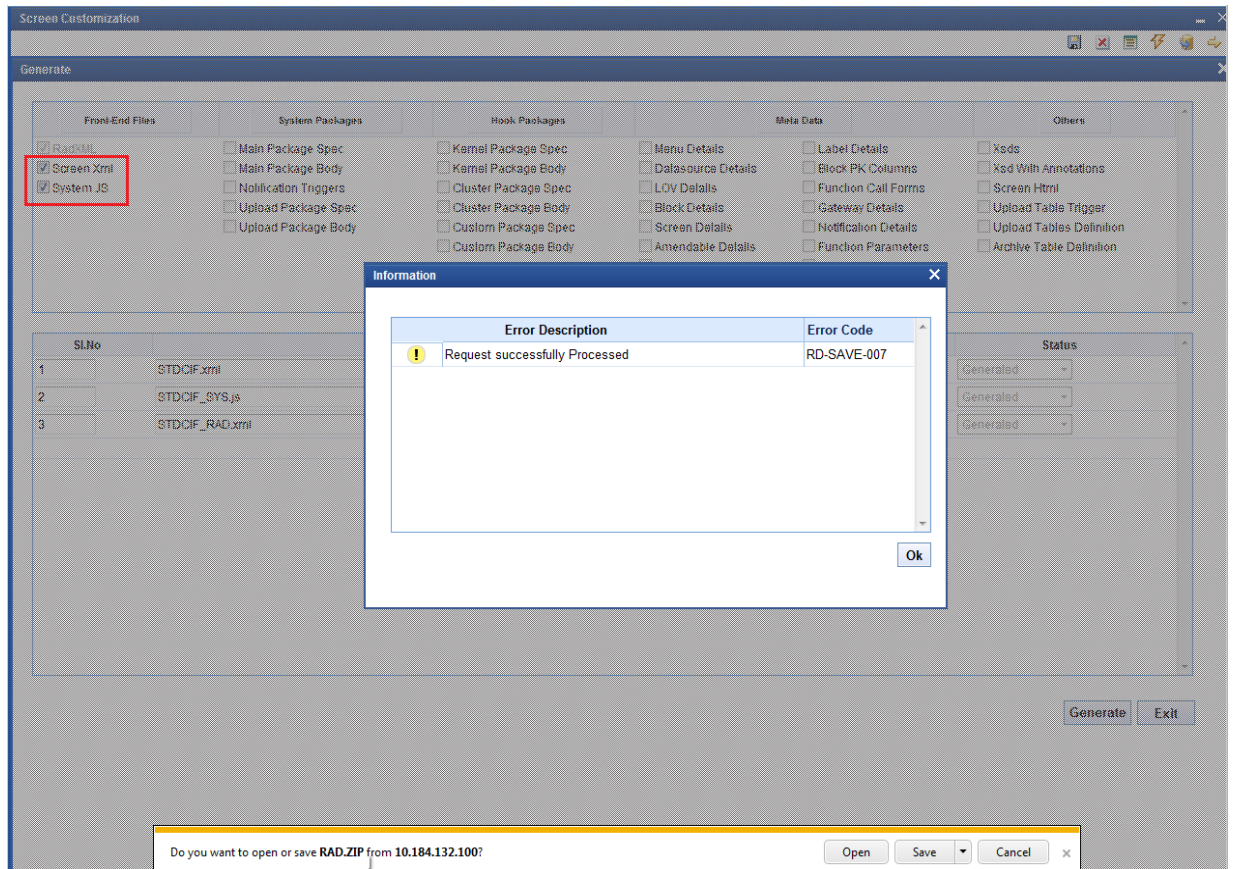 Screen Customization
Generate
Front-End Files System Packages Hook Packages Meta Data Others
RadXML Main Package Spec Kernel Package Spec Menu Details Label Details Xsds
Screen Xml Main Package Body Kernel Package Body Datasource Details Block PK Columns Xsd With Annotations
System JS Notification Triggers Cluster Package Spec LOV Details Function Call Forms Screen Html
Upload Package Spec Cluster Package Body Block Details Gateway Details Upload Table Trigger
Upload Package Body Custom Package Spec Screen Details Notification Details Upload Tables Definition
Custom Package Body Amendable Details Function Parameters Archive Table Definition
Information
Error Description Error Code
Request successfully Processed RD-SAVE-007
Ok
Sl.No Status
1 STDCIF.xml Generated
2 STDCIF_SYS.js Generated
3 STDCIF_RAD.xml Generated
Generate Exit
Do you want to open or save RAD.ZIP from 10.184.132.100? Open Save Cancel